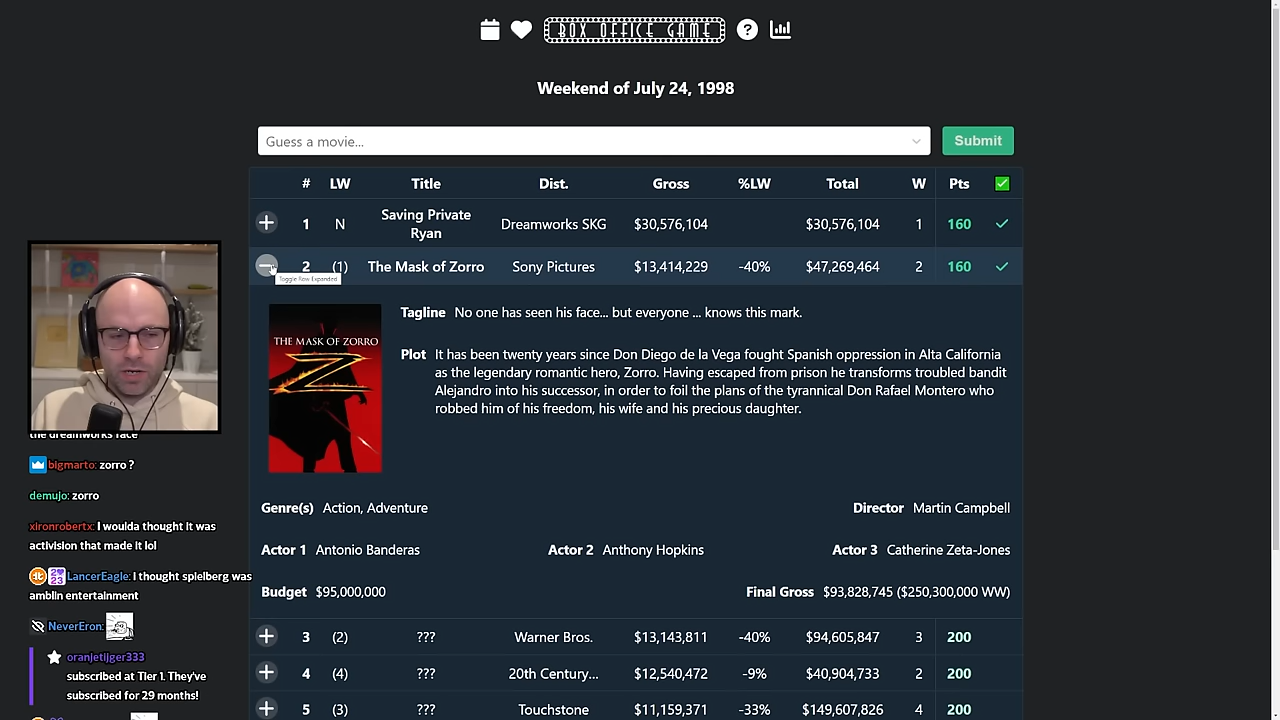 BOX OFFICE GAME
?
Weekend of July 24, 1998
Guess a movie...
Submit
# LW Title Dist. Gross %LW Total W Pts
1 N Saving Private Ryan Dreamworks SKG $30,576,104 $30,576,104 1 160
2 (1) The Mask of Zorro Sony Pictures $13,414,229 -40% $47,269,464 2 160
Toggle Row Expanded
THE MASK OF ZORRO
Z
Tagline No one has seen his face... but everyone ... knows this mark.
Plot It has been twenty years since Don Diego de la Vega fought Spanish oppression in Alta California
as the legendary romantic hero, Zorro. Having escaped from prison he transforms troubled bandit
Alejandro into his successor, in order to foil the plans of the tyrannical Don Rafael Montero who
robbed him of his freedom, his wife and his precious daughter.
Genre(s) Action, Adventure
Director Martin Campbell
Actor 1 Antonio Banderas
Actor 2 Anthony Hopkins
Actor 3 Catherine Zeta-Jones
Budget $95,000,000
Final Gross $93,828,745 ($250,300,000 WW)
3 (2) ??? Warner Bros. $13,143,811 -40% $94,605,847 3 200
4 (4) ??? 20th Century... $12,540,472 -9% $40,904,733 2 200
5 (3) ??? Touchstone $11,159,371 -33% $149,607,826 4 200
the dreamworks face
bigmarto: zorro ?
demujo: zorro
xironrobertx: I woulda thought it was
activision that made it lol
LancerEagle: I thought spielberg was
amblin entertainment
NeverEron:
oranjetijger333
subscribed at Tier 1. They've
subscribed for 29 months!